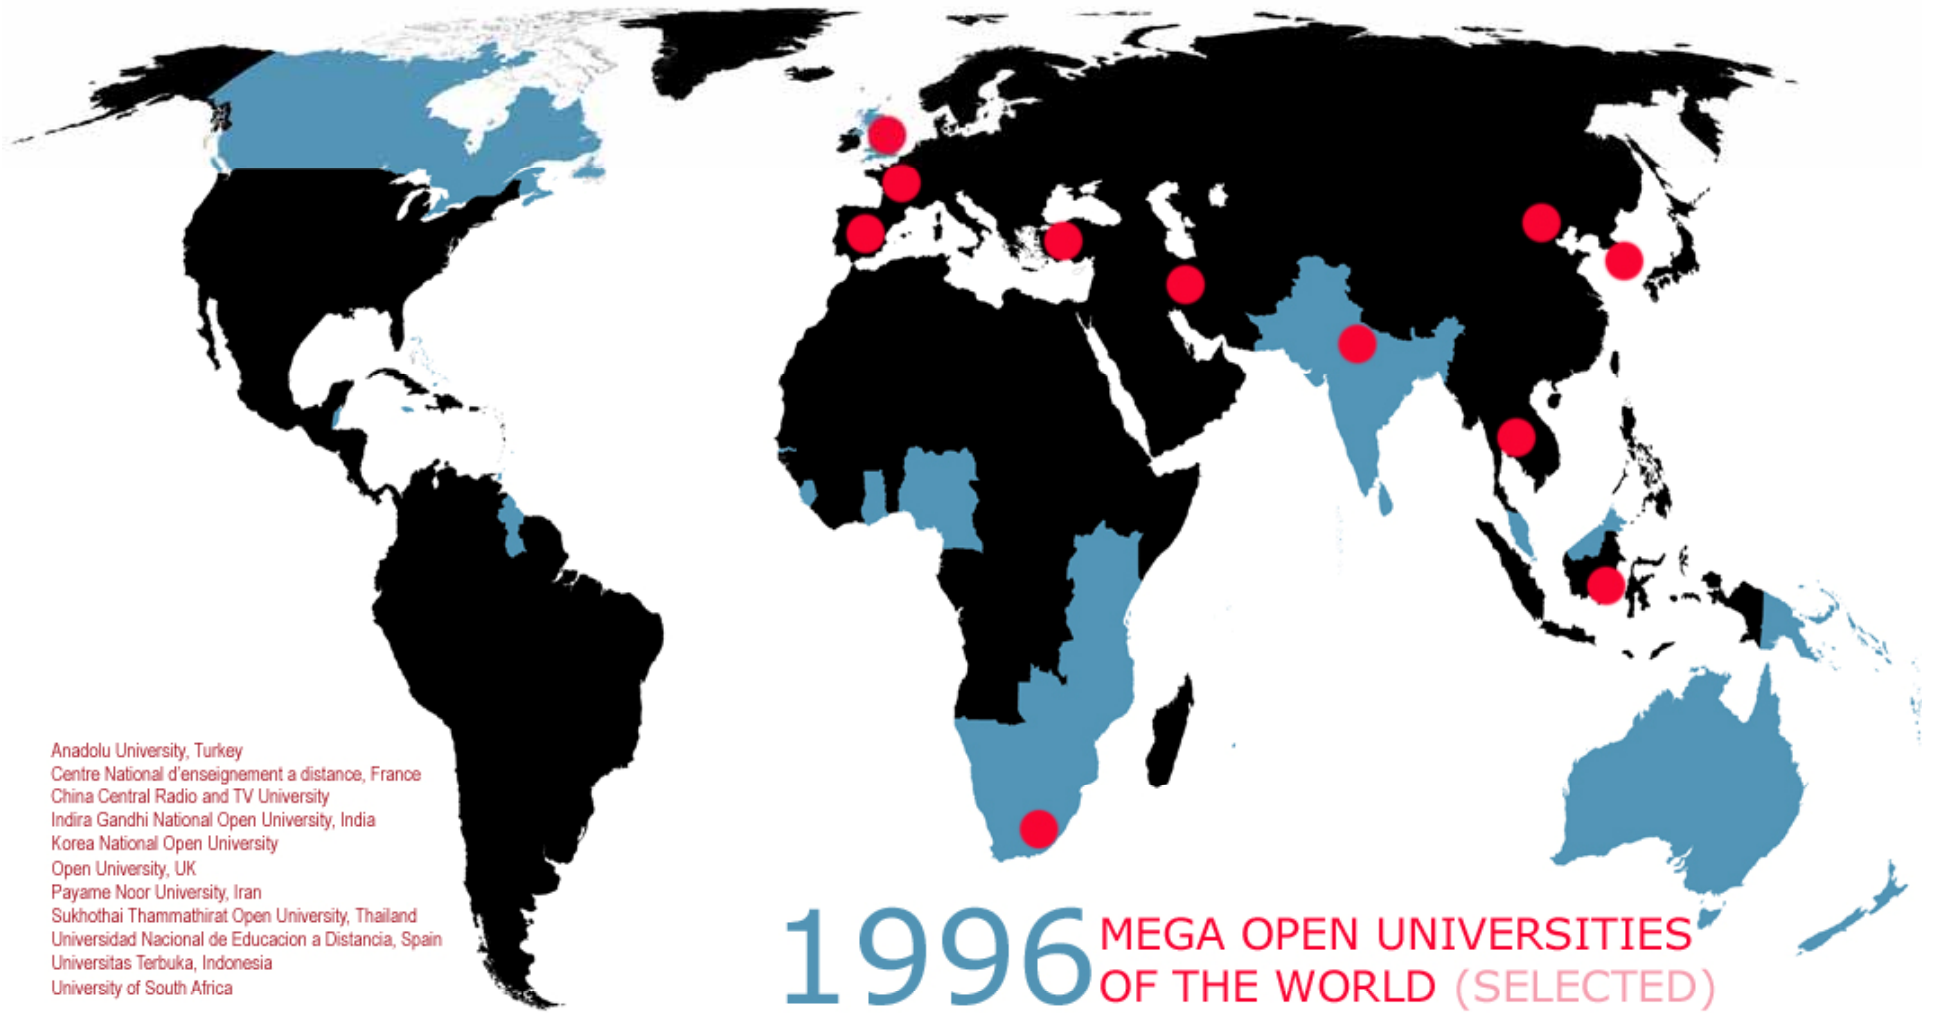 Anadolu University, Turkey
Centre National d'enseignement a distance, France
China Central Radio and TV University
Indira Gandhi National Open University, India
Korea National Open University
Open University, UK
Payame Noor University, Iran
Sukhothai Thammathirat Open University, Thailand
Universidad Nacional de Educacion a Distancia, Spain
Universitas Terbuka, Indonesia
University of South Africa
1996
MEGA OPEN UNIVERSITIES
OF THE WORLD (SELECTED)